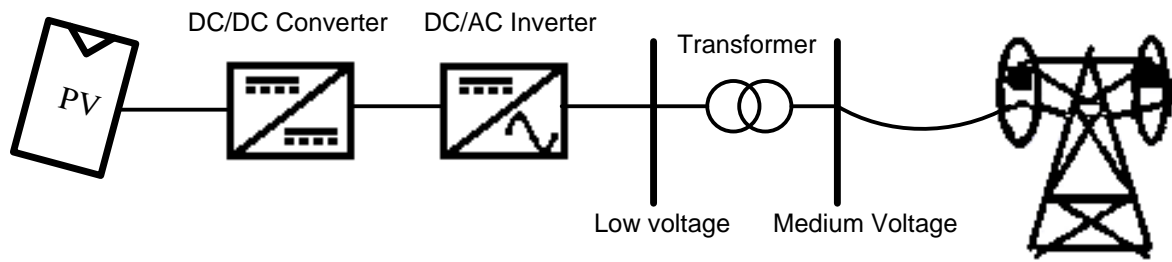 DC/DC Converter
DC/AC Inverter
Transformer
PV
Low voltage
Medium Voltage